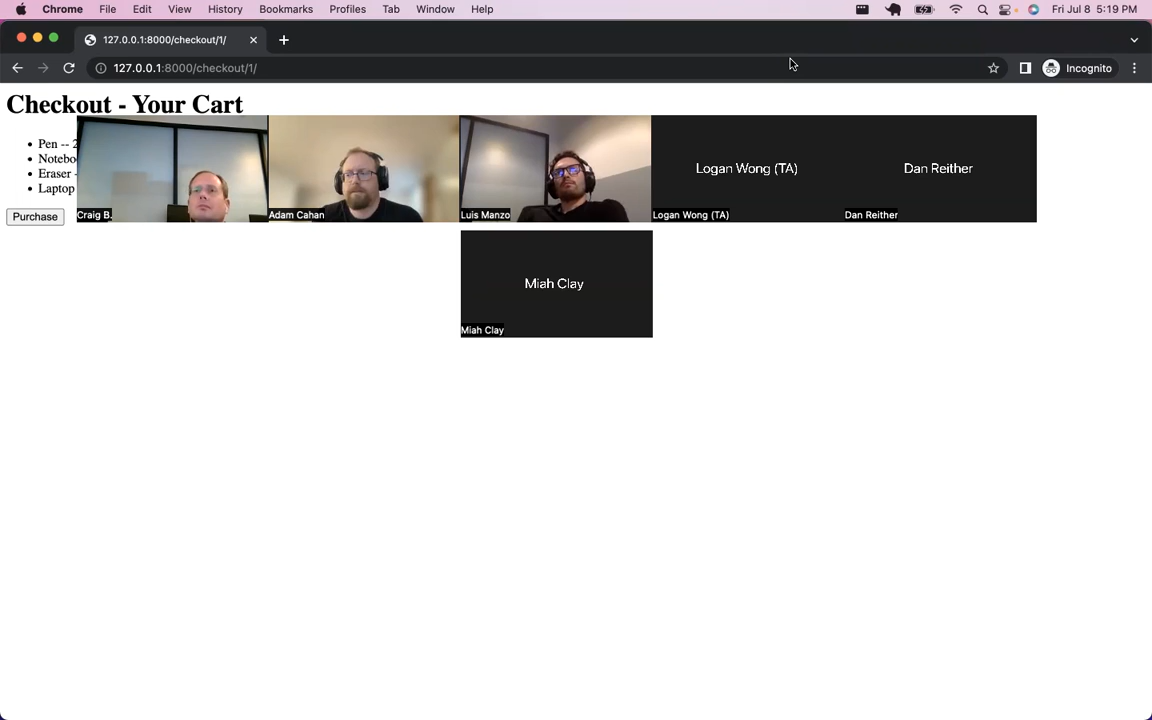 Chrome File Edit View History Bookmarks Profiles Tab Window Help Fri Jul 8 5:19 PM
127.0.0.1:8000/checkout/1/
127.0.0.1:8000/checkout/1/ Incognito
Checkout - Your Cart
Pen -- 2
Eraser -
Laptop
Purchase
Craig B.
Adam Cahan
Luis Manzo
Logan Wong (TA)
Logan Wong (TA)
Dan Reither
Dan Reither
Miah Clay
Miah Clay